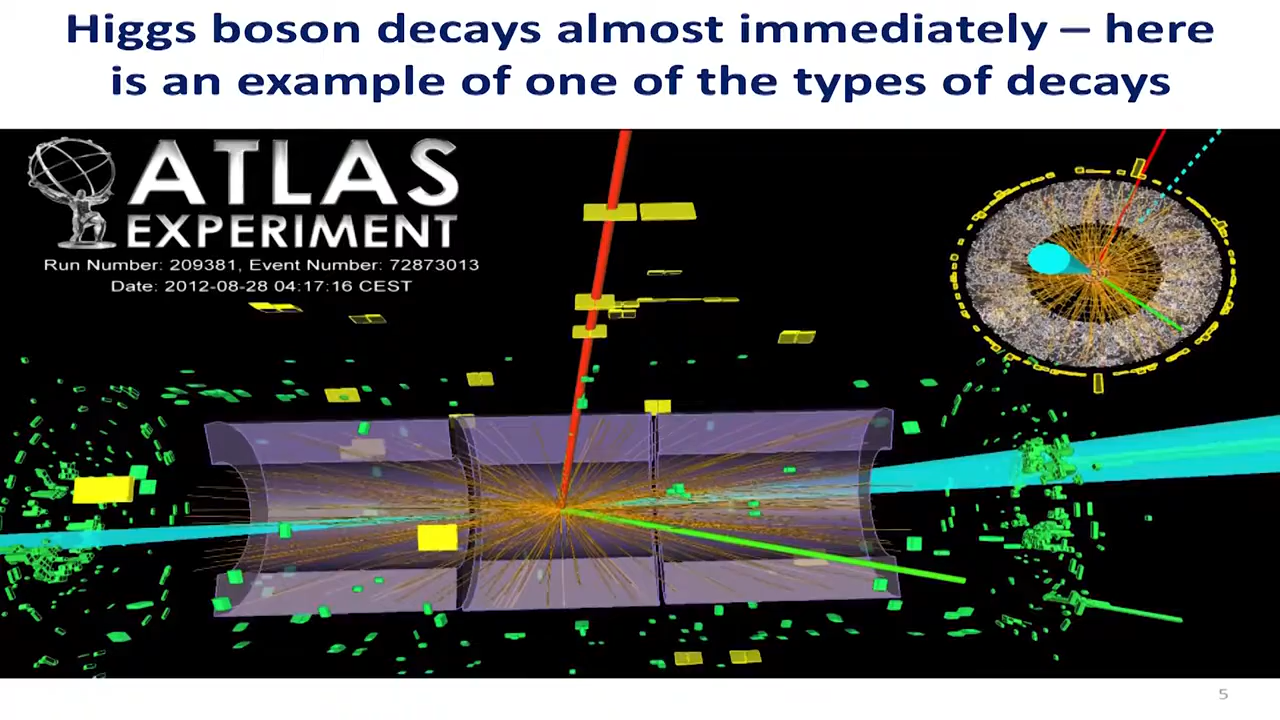 Higgs boson decays almost immediately – here
is an example of one of the types of decays
ATLAS
EXPERIMENT
Run Number: 209381, Event Number: 72873013
Date: 2012-08-28 04:17:16 CEST
5